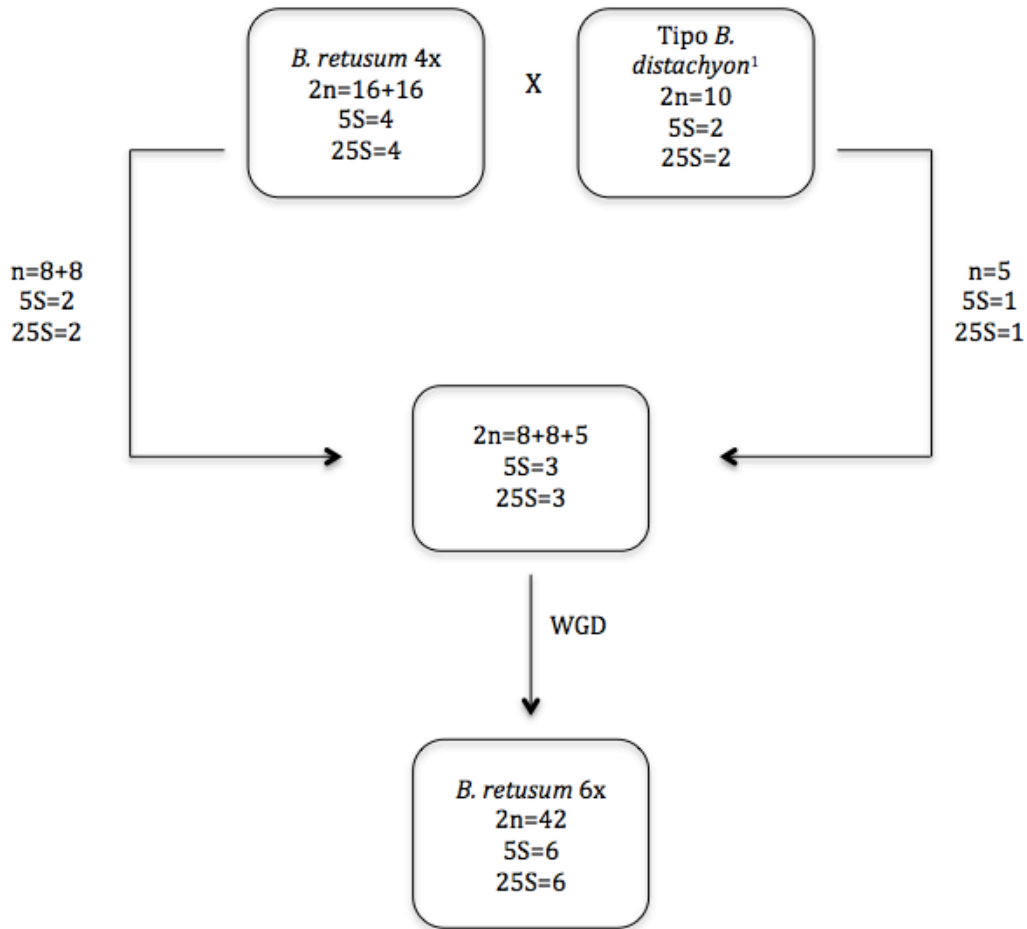 B. retusum 4x
2n=16+16
5S=4
25S=4
X
Tipo B.
distachyon¹
2n=10
5S=2
25S=2
n=8+8
5S=2
25S=2
n=5
5S=1
25S=1
2n=8+8+5
5S=3
25S=3
WGD
B. retusum 6x
2n=42
5S=6
25S=6